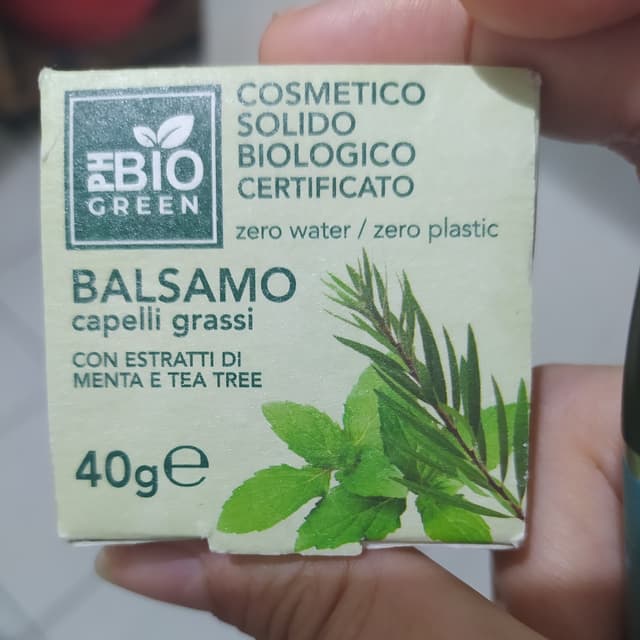 PH BIO
GREEN
COSMETICO
SOLIDO
BIOLOGICO
CERTIFICATO
zero water / zero plastic
BALSAMO
capelli grassi
CON ESTRATTI DI
MENTA E TEA TREE
40g℮